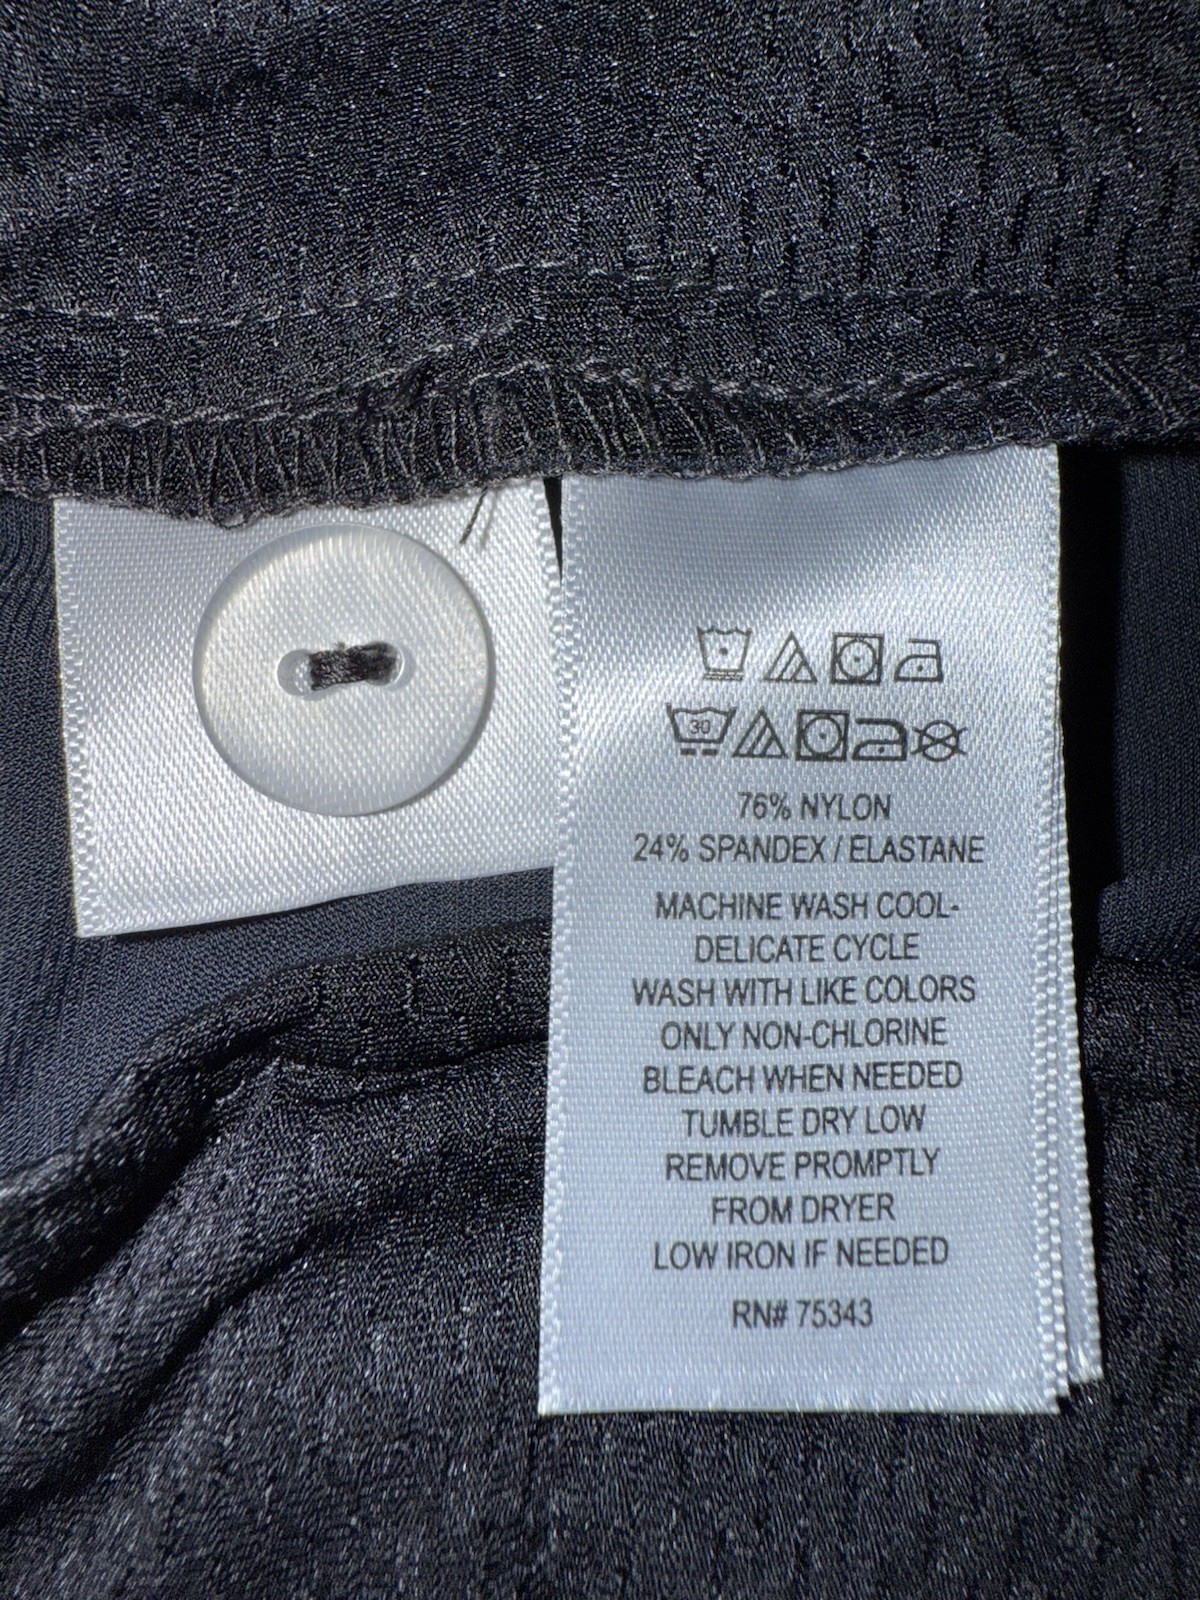 30
76% NYLON
24% SPANDEX / ELASTANE
MACHINE WASH COOL-
DELICATE CYCLE
WASH WITH LIKE COLORS
ONLY NON-CHLORINE
BLEACH WHEN NEEDED
TUMBLE DRY LOW
REMOVE PROMPTLY
FROM DRYER
LOW IRON IF NEEDED
RN# 75343